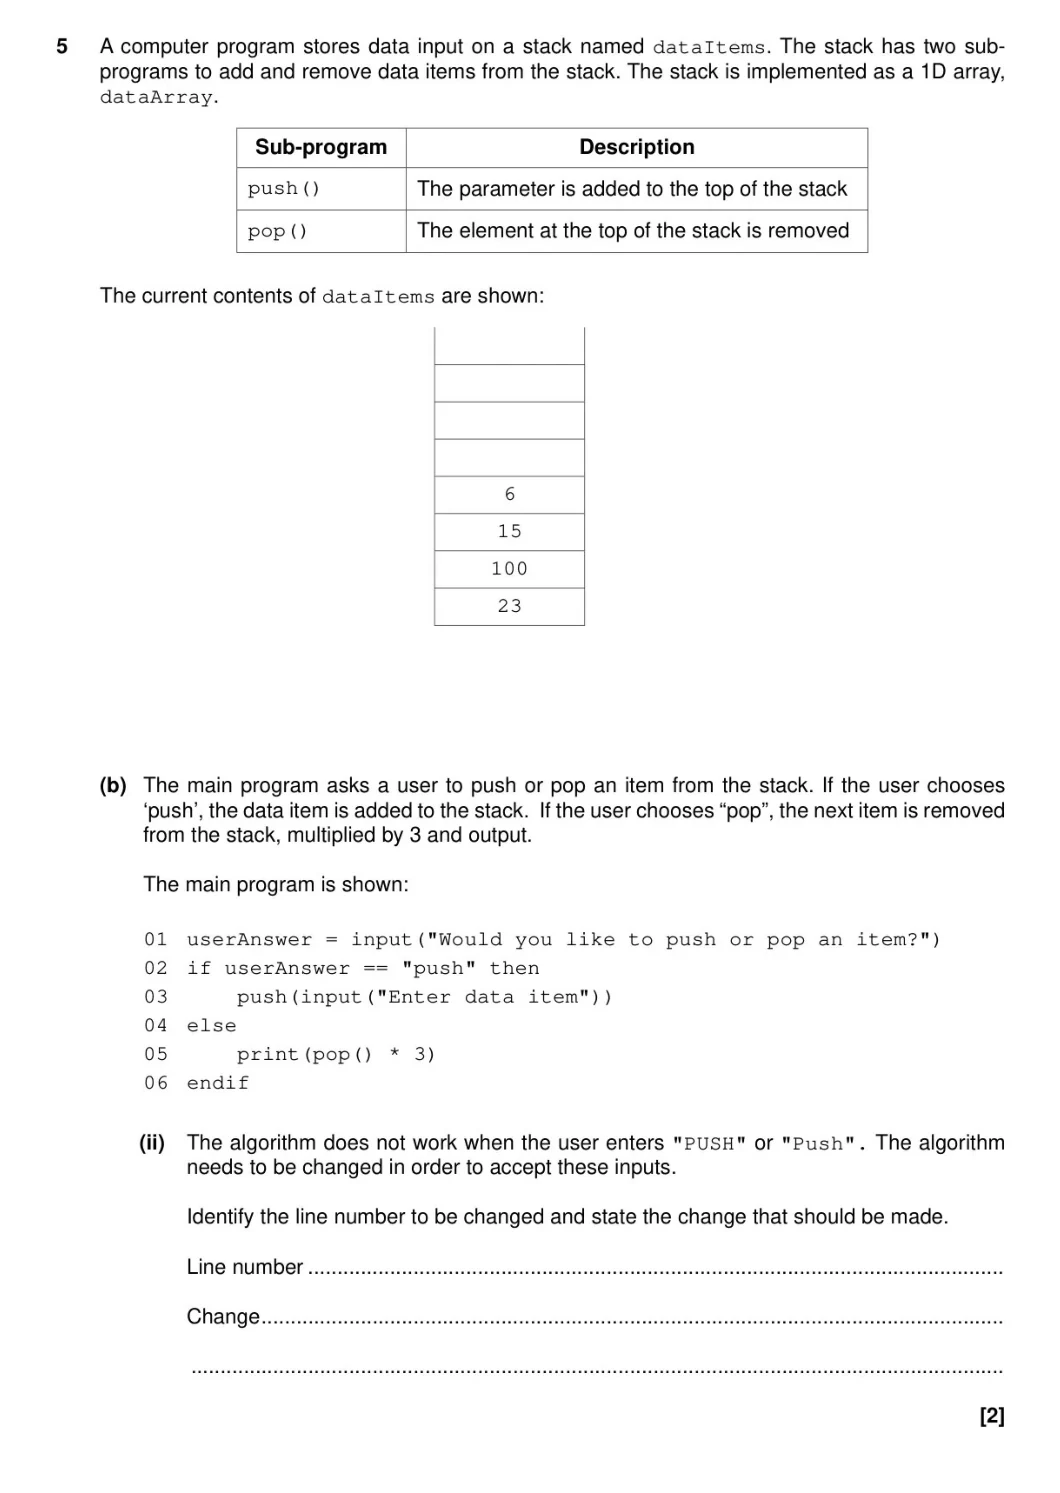 5 A computer program stores data input on a stack named dataItems. The stack has two sub-
programs to add and remove data items from the stack. The stack is implemented as a 1D array,
dataArray.
Sub-program Description
push() The parameter is added to the top of the stack
pop() The element at the top of the stack is removed
The current contents of dataItems are shown:
6
15
100
23
(b) The main program asks a user to push or pop an item from the stack. If the user chooses
‘push’, the data item is added to the stack. If the user chooses “pop”, the next item is removed
from the stack, multiplied by 3 and output.
The main program is shown:
01 userAnswer = input("Would you like to push or pop an item?")
02 if userAnswer == "push" then
03 push(input("Enter data item"))
04 else
05 print(pop() * 3)
06 endif
(ii) The algorithm does not work when the user enters "PUSH" or "Push". The algorithm
needs to be changed in order to accept these inputs.
Identify the line number to be changed and state the change that should be made.
Line number
Change
[2]